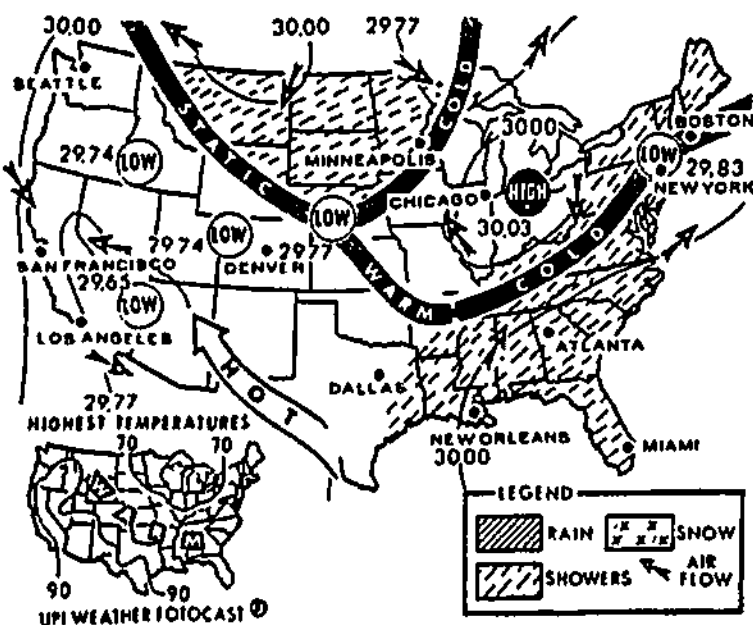 30.00
30.00
29.77
SEATTLE
STATIC
COLD
BOSTON
30.00
MINNEAPOLIS
LOW
29.74
LOW
29.83
NEW YORK
CHICAGO
HIGH
LOW
LOW
30.03
29.74
29.77
SAN FRANCISCO
DENVER
WARM
COLD
29.65
LOW
LOS ANGELES
HOT
ATLANTA
DALLAS
29.77
NEW ORLEANS
30.00
MIAMI
HIGHEST TEMPERATURES
70
70
M
90
90
UPI WEATHER FOTOCAST
LEGEND
RAIN
SNOW
SHOWERS
AIR
FLOW